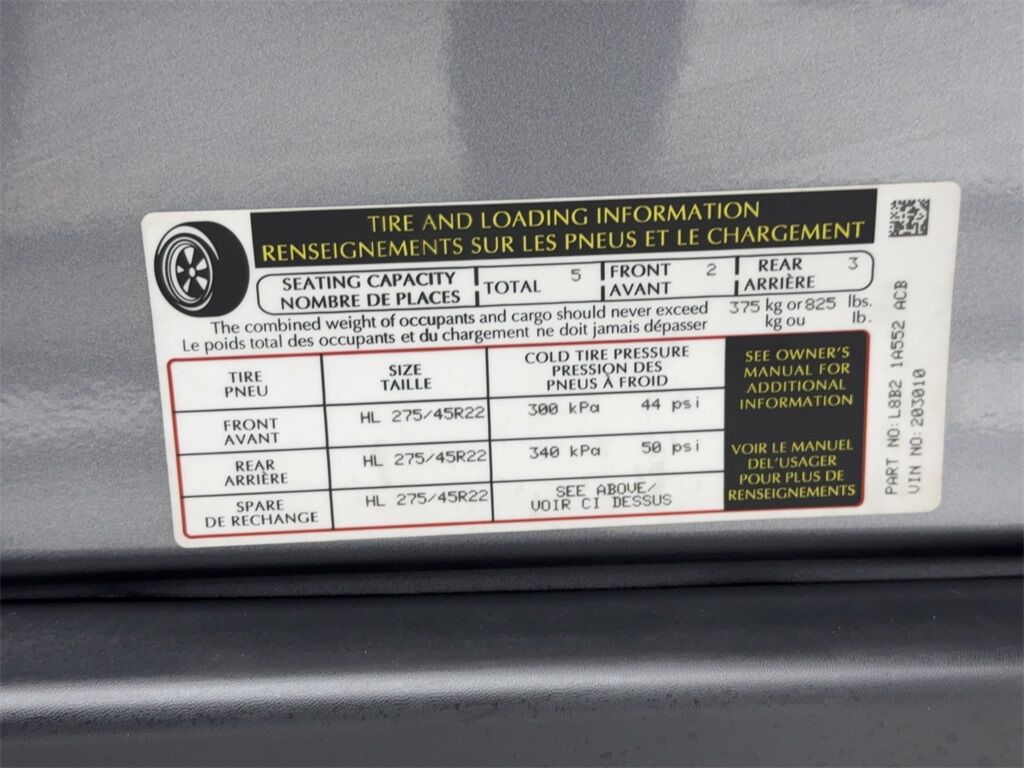 TIRE AND LOADING INFORMATION
RENSEIGNEMENTS SUR LES PNEUS ET LE CHARGEMENT
SEATING CAPACITY TOTAL 5 FRONT 2 REAR 3
NOMBRE DE PLACES AVANT ARRIÈRE
The combined weight of occupants and cargo should never exceed 375 kg or 825 lbs.
Le poids total des occupants et du chargement ne doit jamais dépasser kg ou lb.
TIRE
PNEU
SIZE
TAILLE
COLD TIRE PRESSURE
PRESSION DES
PNEUS À FROID
FRONT
AVANT
HL 275/45R22
300 kPa 44 psi
REAR
ARRIÈRE
HL 275/45R22
340 kPa 50 psi
SPARE
DE RECHANGE
HL 275/45R22
SEE ABOVE/
VOIR CI DESSUS
SEE OWNER'S
MANUAL FOR
ADDITIONAL
INFORMATION
VOIR LE MANUEL
DEL'USAGER
POUR PLUS DE
RENSEIGNEMENTS
PART NO:L8B2 1A552 ACB
VIN NO:203010